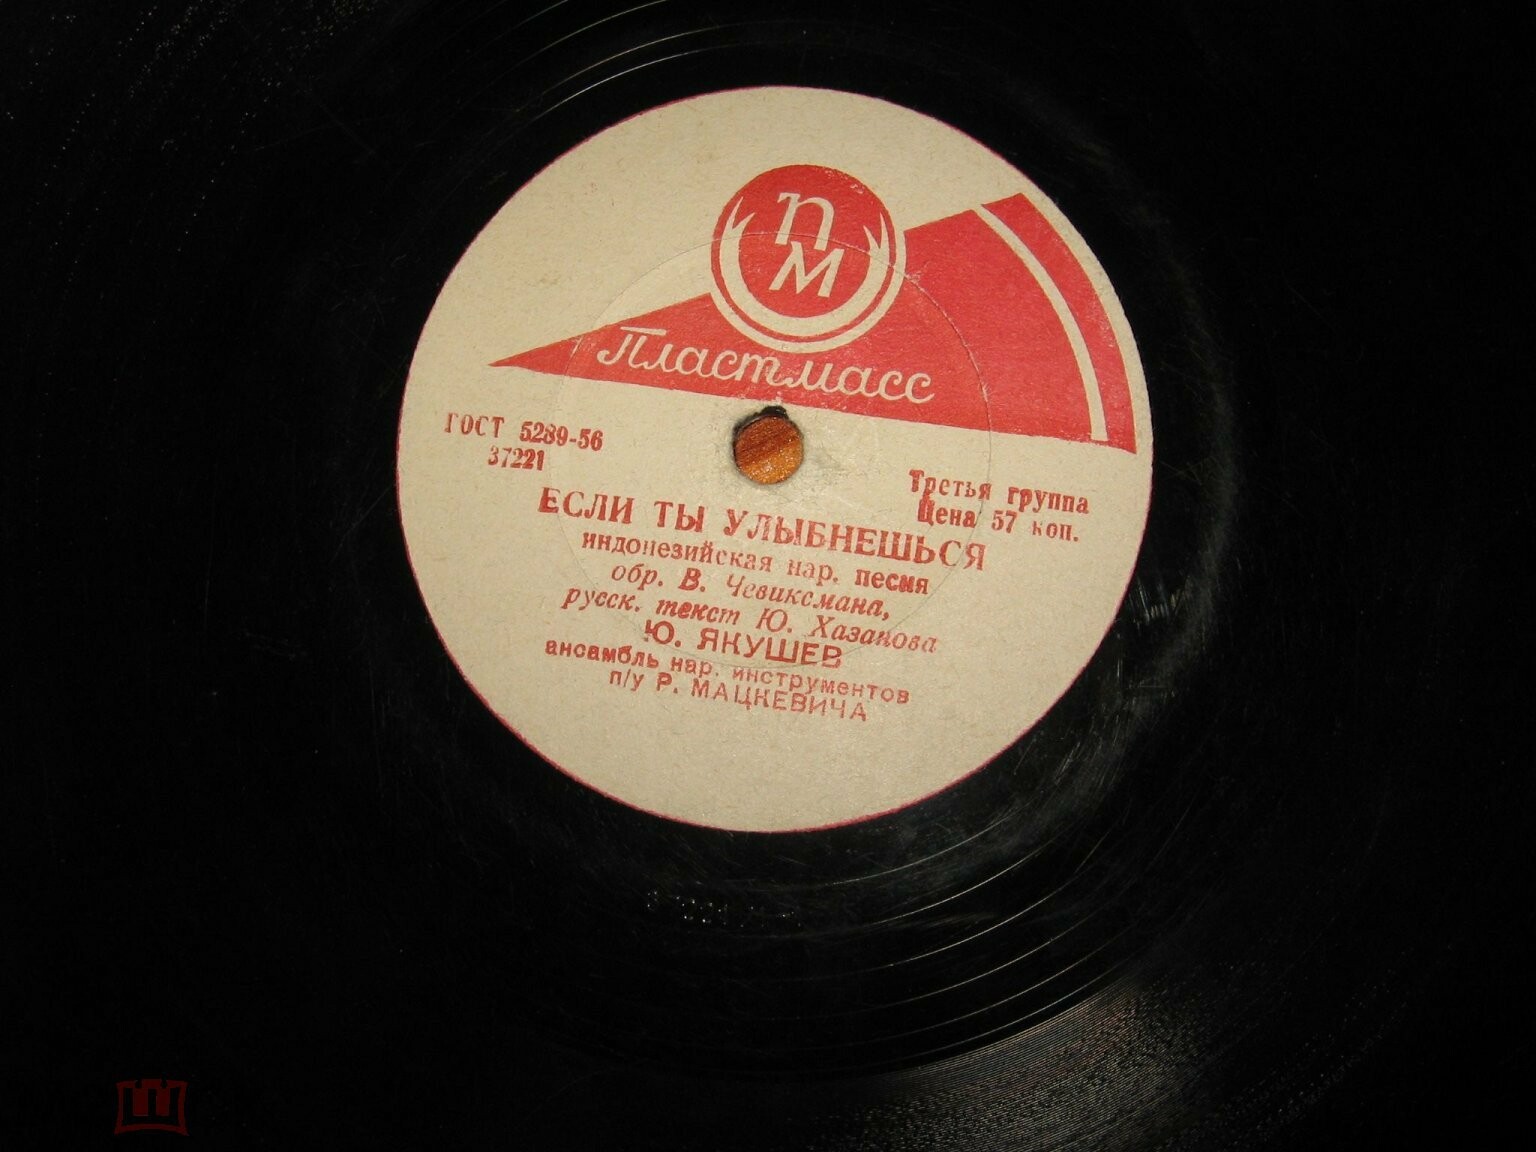 ПМ
Пластмасс
ГОСТ 5289-56
37221
Третья группа
Цена 57 коп.
ЕСЛИ ТЫ УЛЫБНЕШЬСЯ
индонезийская нар. песня
обр. В. Чевиксмана,
русск. текст Ю. Хазанова
Ю. ЯКУШЕВ
ансамбль нар. инструментов
п/у Р. МАЦКЕВИЧА